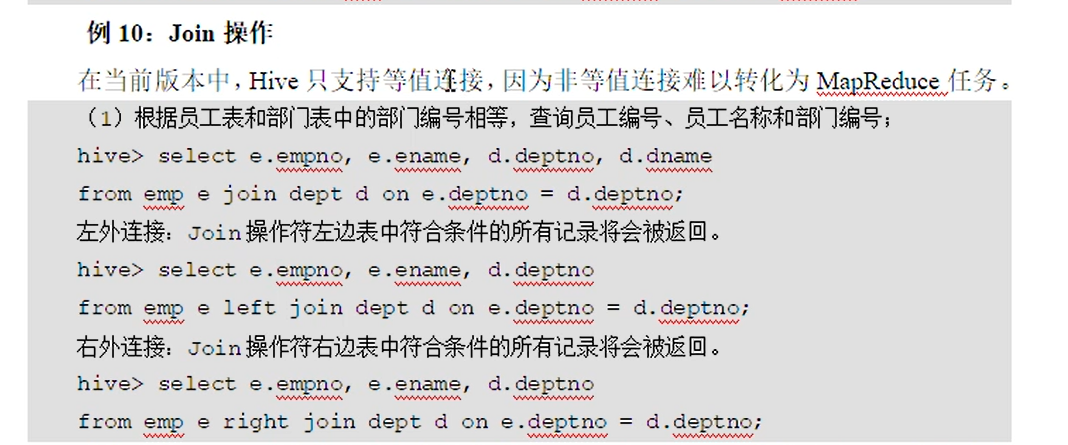 例 10：Join 操作
在当前版本中，Hive 只支持等值连接，因为非等值连接难以转化为 MapReduce 任务。
（1）根据员工表和部门表中的部门编号相等，查询员工编号、员工名称和部门编号；
hive> select e.empno, e.ename, d.deptno, d.dname
from emp e join dept d on e.deptno = d.deptno;
左外连接：Join操作符左边表中符合条件的所有记录将会被返回。
hive> select e.empno, e.ename, d.deptno
from emp e left join dept d on e.deptno = d.deptno;
右外连接：Join操作符右边表中符合条件的所有记录将会被返回。
hive> select e.empno, e.ename, d.deptno
from emp e right join dept d on e.deptno = d.deptno;